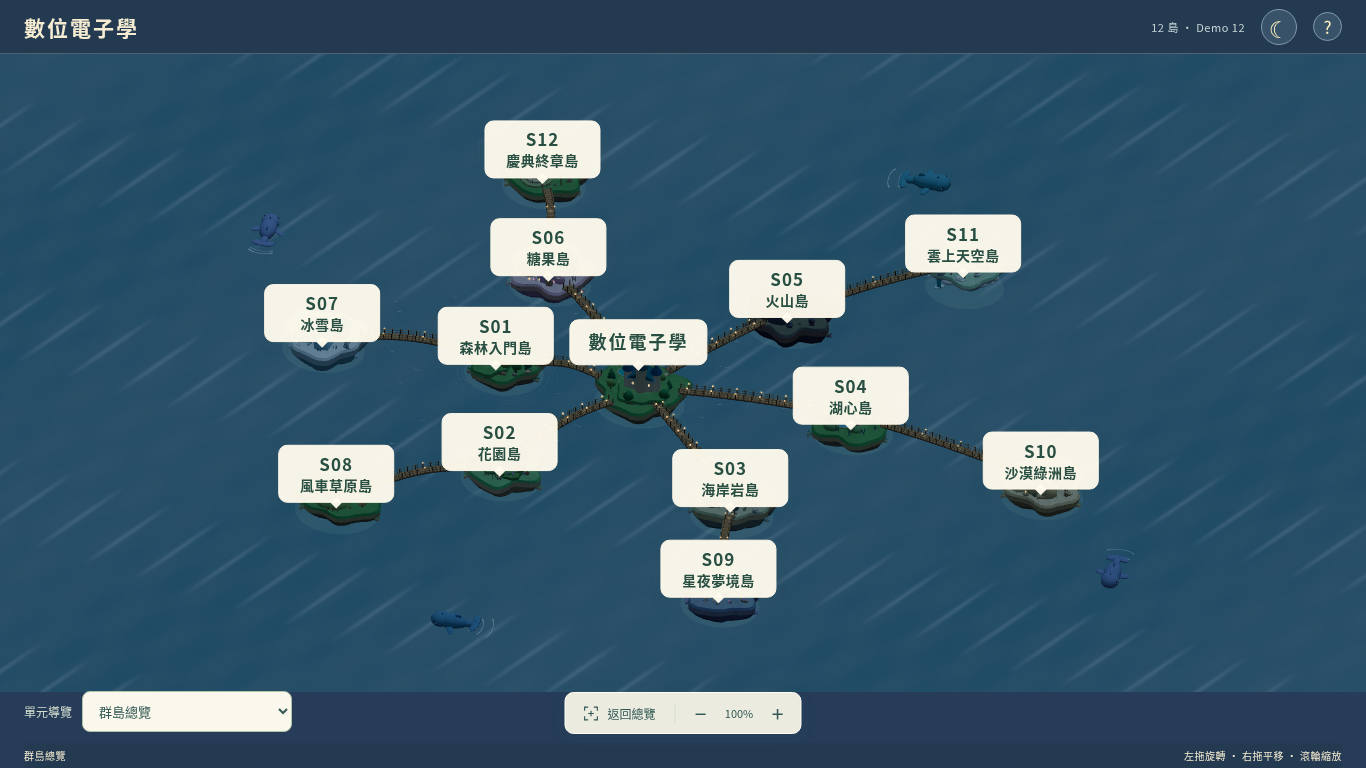 數位電子學
12 島 • Demo 12
?
S12
慶典終章島
S06
糖果島
S11
雲上天空島
S05
火山島
S07
冰雪島
S01
森林入門島
數位電子學
S04
湖心島
S02
花園島
S10
沙漠綠洲島
S08
風車草原島
S03
海岸岩島
S09
星夜夢境島
單元導覽
群島總覽
返回總覽
− 100% +
群島總覽
左拖旋轉 • 右拖平移 • 滾輪縮放